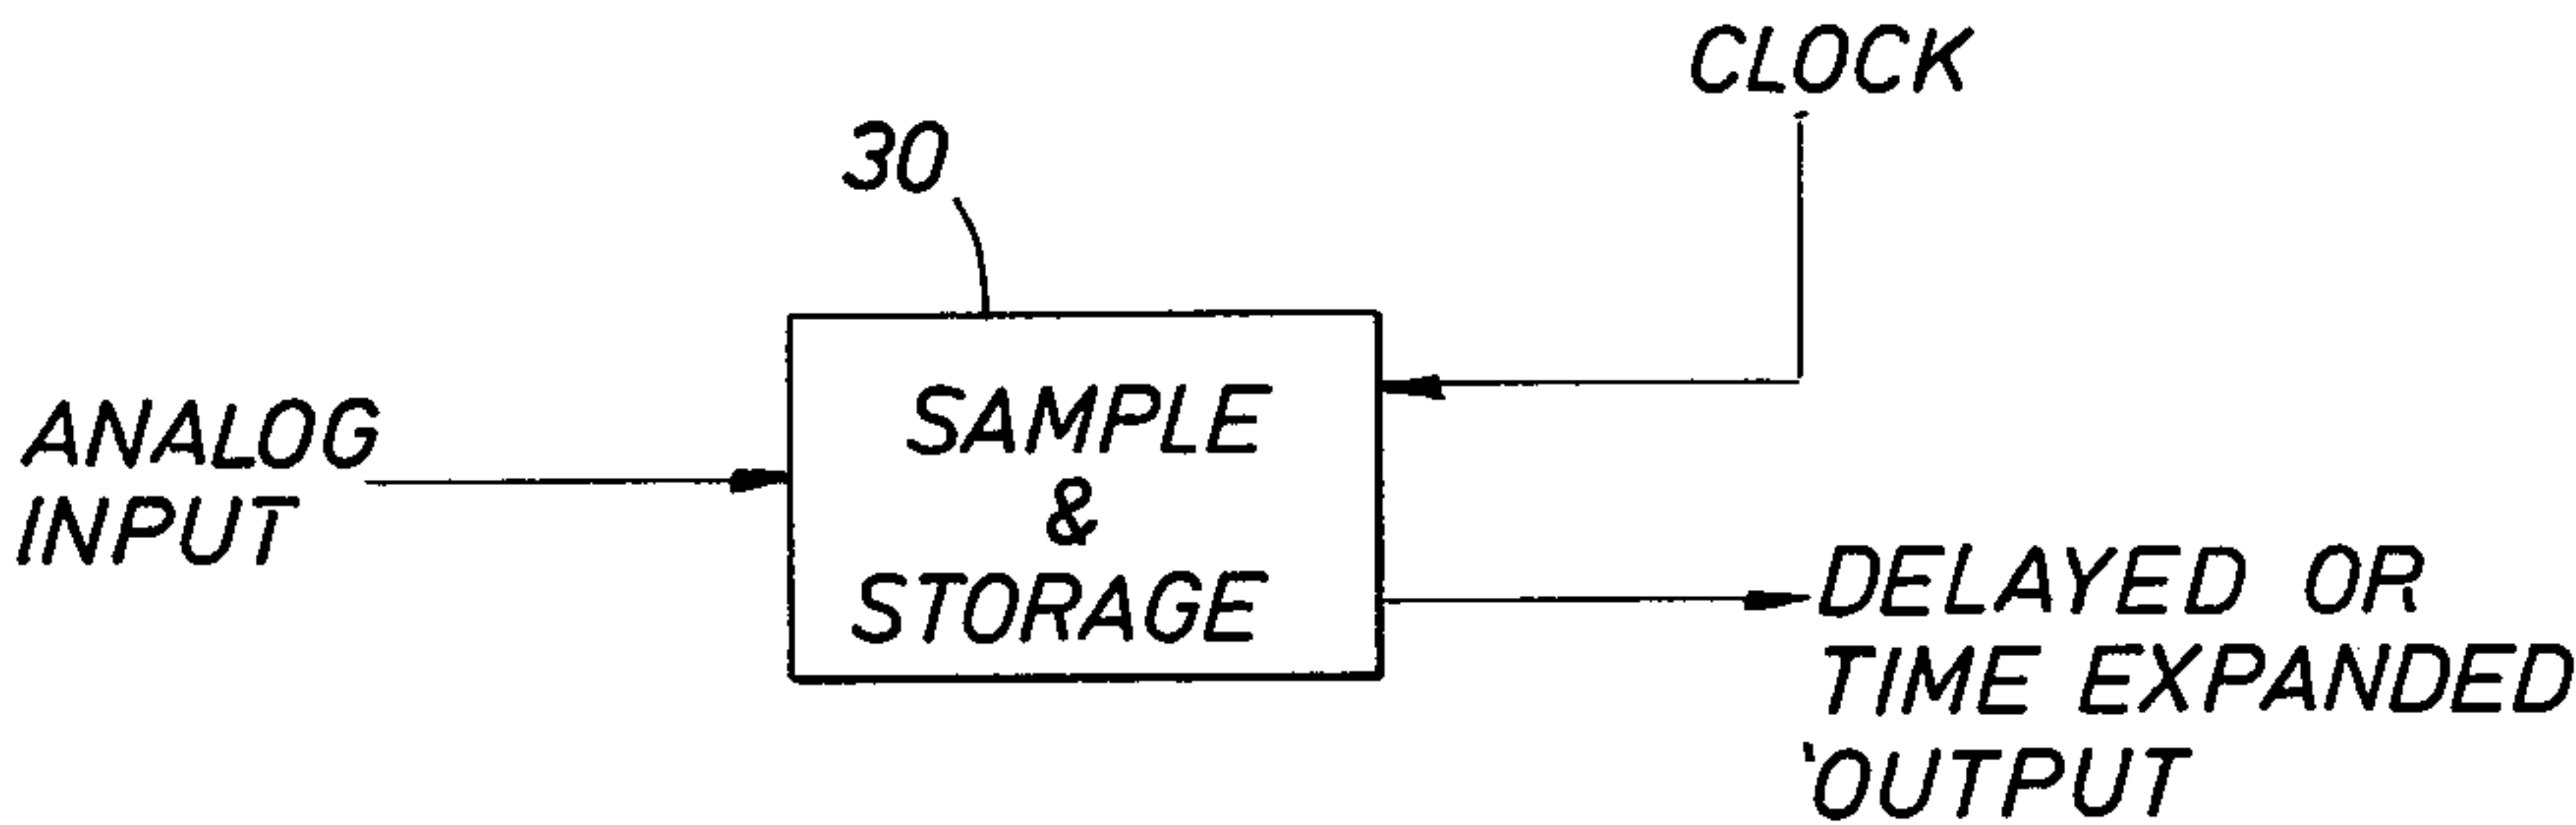 CLOCK
30
ANALOG
INPUT
SAMPLE
&
STORAGE
DELAYED OR
TIME EXPANDED
OUTPUT